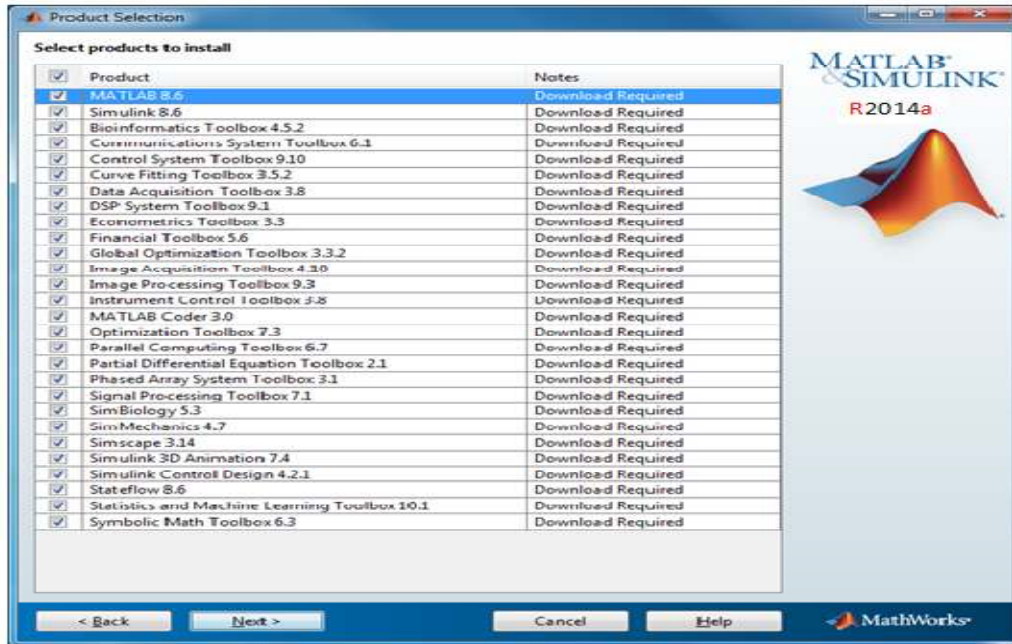 Product Selection
Select products to install
Product Notes
MATLAB 8.6 Download Required
Simulink 8.6 Download Required
Bioinformatics Toolbox 4.5.2 Download Required
Communications System Toolbox 6.1 Download Required
Control System Toolbox 9.10 Download Required
Curve Fitting Toolbox 3.5.2 Download Required
Data Acquisition Toolbox 3.8 Download Required
DSP System Toolbox 9.1 Download Required
Econometrics Toolbox 3.3 Download Required
Financial Toolbox 5.6 Download Required
Global Optimization Toolbox 3.3.2 Download Required
Image Acquisition Toolbox 4.10 Download Required
Image Processing Toolbox 9.3 Download Required
Instrument Control Toolbox 3.8 Download Required
MATLAB Coder 3.0 Download Required
Optimization Toolbox 7.3 Download Required
Parallel Computing Toolbox 6.7 Download Required
Partial Differential Equation Toolbox 2.1 Download Required
Phased Array System Toolbox 3.1 Download Required
Signal Processing Toolbox 7.1 Download Required
SimBiology 5.3 Download Required
SimMechanics 4.7 Download Required
Simscape 3.14 Download Required
Simulink 3D Animation 7.4 Download Required
Simulink Control Design 4.2.1 Download Required
Stateflow 8.6 Download Required
Statistics and Machine Learning Toolbox 10.1 Download Required
Symbolic Math Toolbox 6.3 Download Required
MATLAB®
&SIMULINK®
R2014a
< Back Next > Cancel Help
MathWorks®